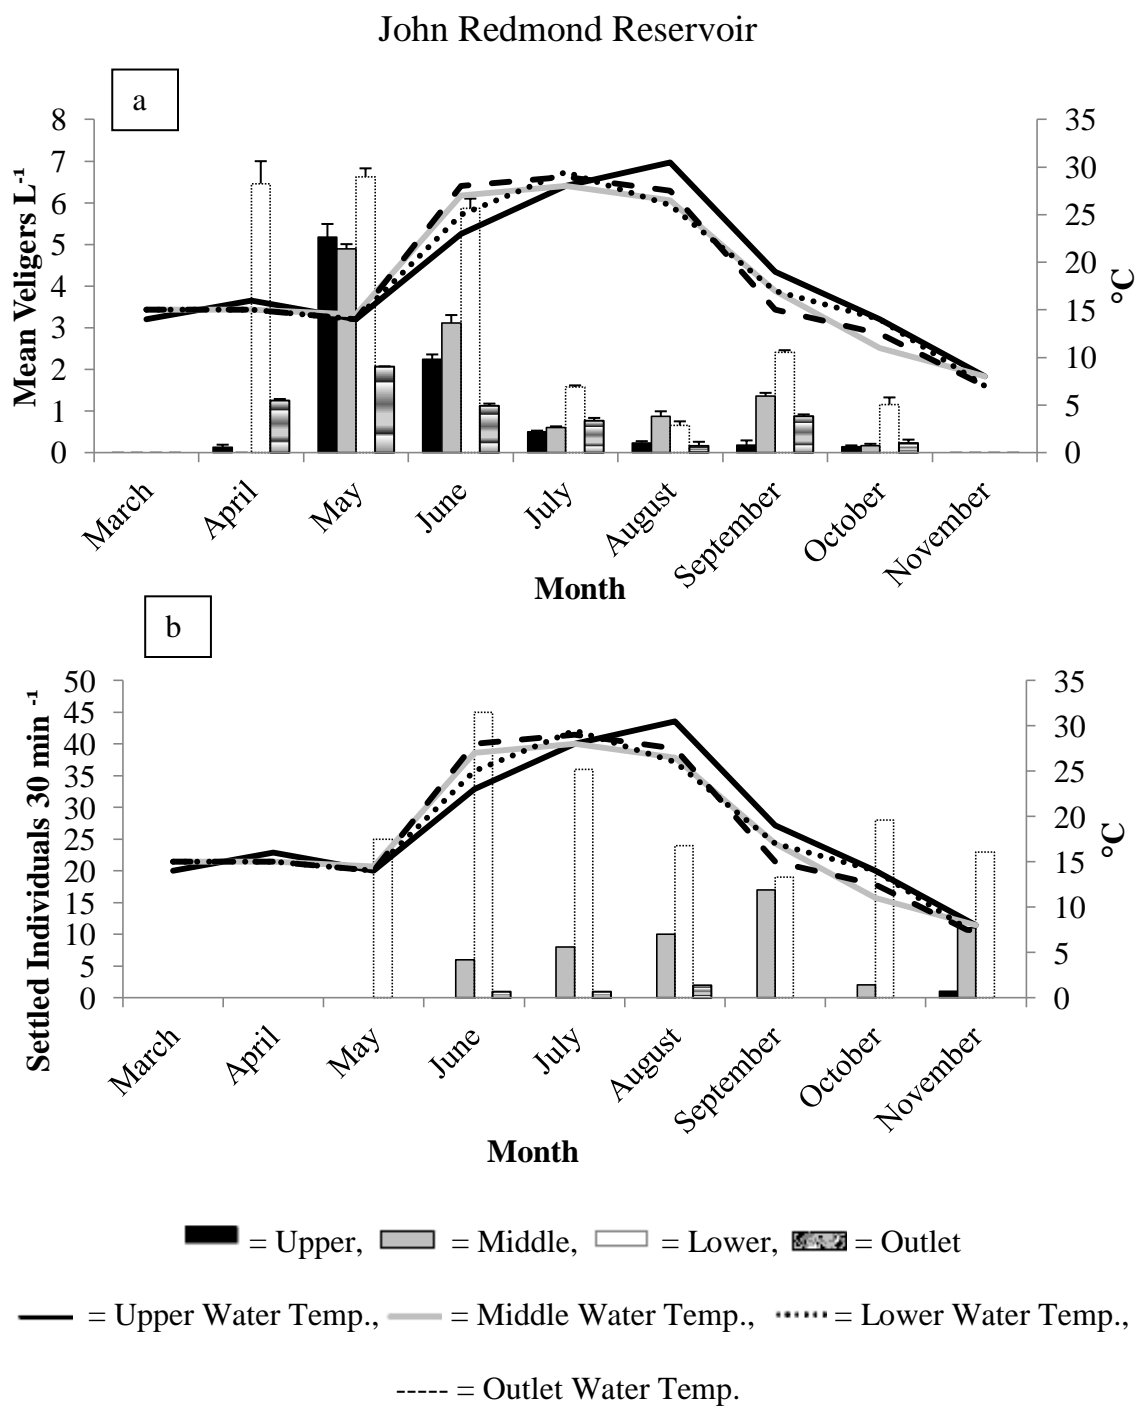 John Redmond Reservoir
a
Mean Veligers L⁻¹
8
7
6
5
4
3
2
1
0
35
30
25
20
15
10
5
0
°C
March
April
May
June
July
August
September
October
November
Month
b
Settled Individuals 30 min ⁻¹
50
45
40
35
30
25
20
15
10
5
0
35
30
25
20
15
10
5
0
°C
March
April
May
June
July
August
September
October
November
Month
= Upper, = Middle, = Lower, = Outlet
= Upper Water Temp., = Middle Water Temp., = Lower Water Temp.,
----- = Outlet Water Temp.